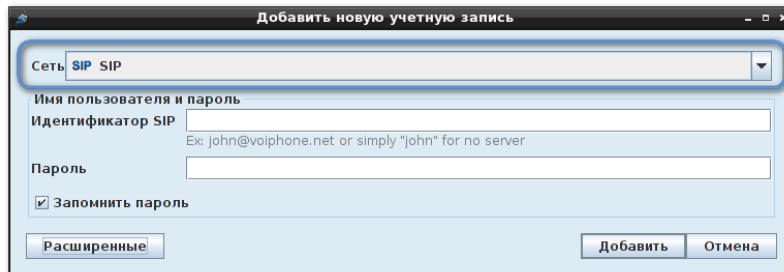 Добавить новую учетную запись
Сеть SIP SIP
Имя пользователя и пароль
Идентификатор SIP
Ex: john@voiphone.net or simply "john" for no server
Пароль
Запомнить пароль
Расширенные Добавить Отмена